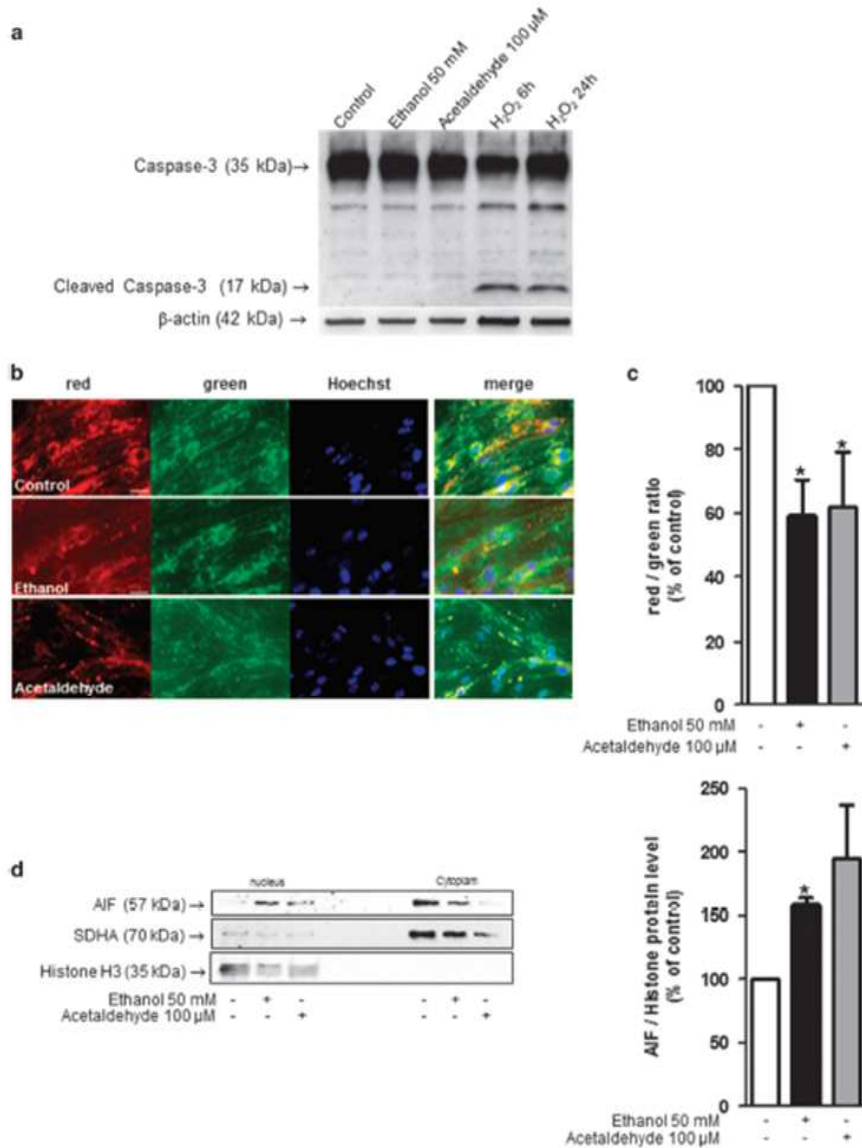 a
Control
Ethanol 50 mM
Acetaldehyde 100 µM
H₂O₂ 6h
H₂O₂ 24h
Caspase-3 (35 kDa)→
Cleaved Caspase-3 (17 kDa)→
β-actin (42 kDa)→
b
red green Hoechst merge
Control
Ethanol
Acetaldehyde
c
red / green ratio
(% of control)
100
80
60
40
20
0
* *
Ethanol 50 mM - + -
Acetaldehyde 100 µM - - +
d
nucleus Cytoplam
AIF (57 kDa)→
SDHA (70 kDa)→
Histone H3 (35 kDa)→
Ethanol 50 mM - + - - + -
Acetaldehyde 100 µM - - + - - +
AIF / Histone protein level
(% of control)
250
200
150
100
50
0
*
Ethanol 50 mM - + -
Acetaldehyde 100 µM - - +